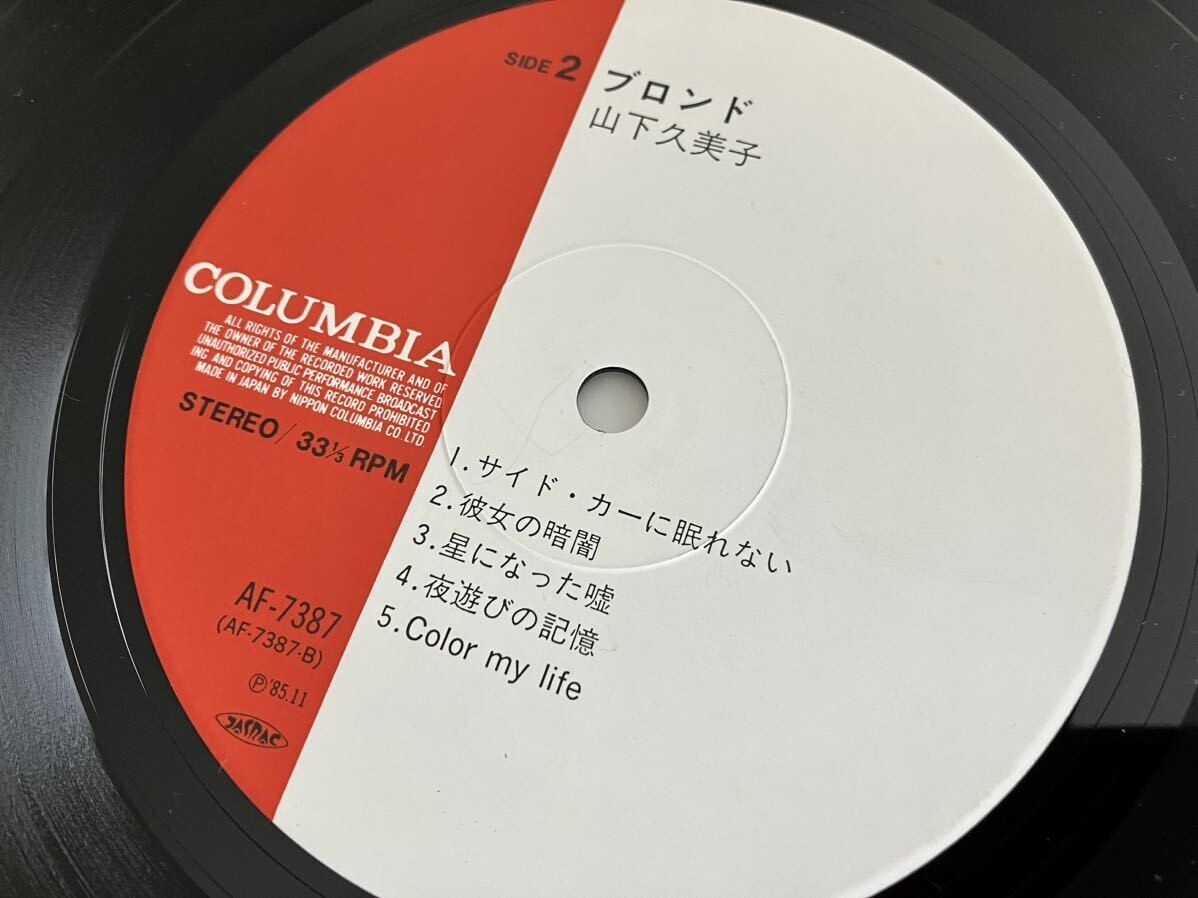 SIDE 2
ブロンド
山下久美子
COLUMBIA
ALL RIGHTS OF THE MANUFACTURER AND OF
THE OWNER OF THE RECORDED WORK RESERVED
UNAUTHORIZED PUBLIC PERFORMANCE BROADCAST
ING AND COPYING OF THIS RECORD PROHIBITED
MADE IN JAPAN BY NIPPON COLUMBIA CO. LTD.
STEREO/33⅓ RPM
1.サイド・カーに眠れない
2.彼女の暗闇
3.星になった嘘
4.夜遊びの記憶
5.Color my life
AF-7387
(AF-7387-B)
Ⓟ'85.11
JASRAC